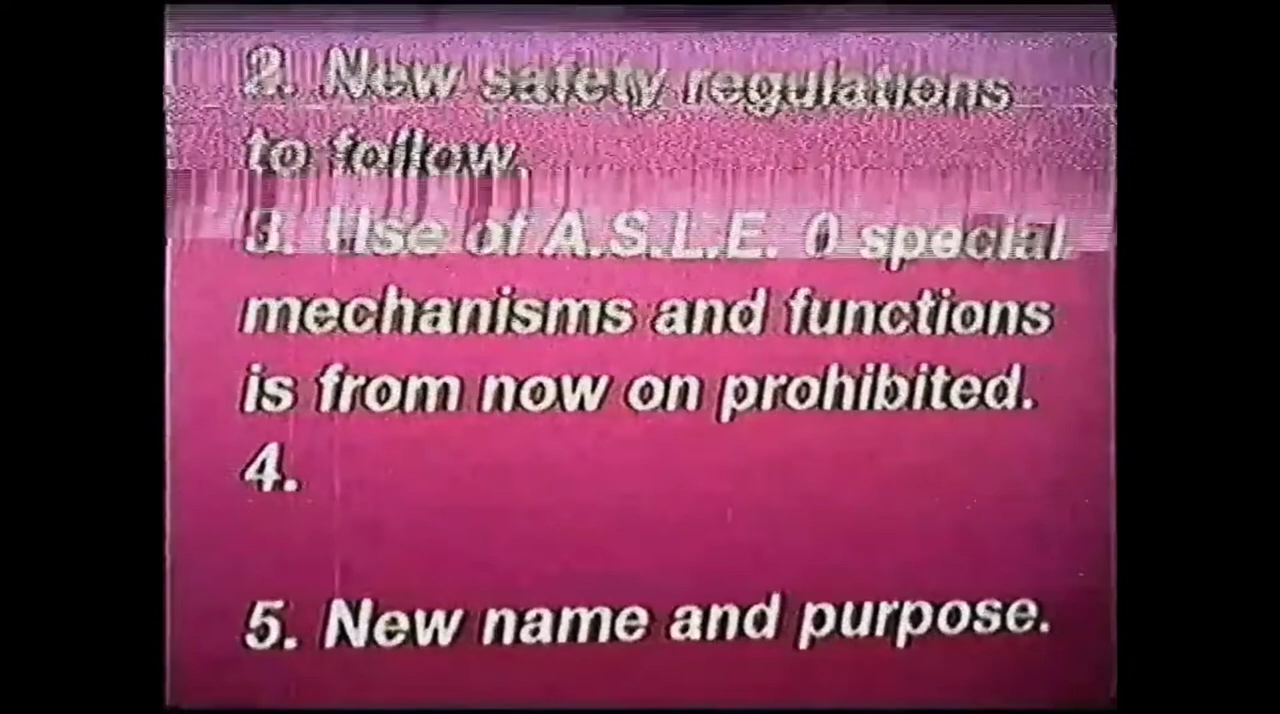 2. New safety regulations
to follow.
3. Use of A.S.L.E. 0 special
mechanisms and functions
is from now on prohibited.
4.
5. New name and purpose.